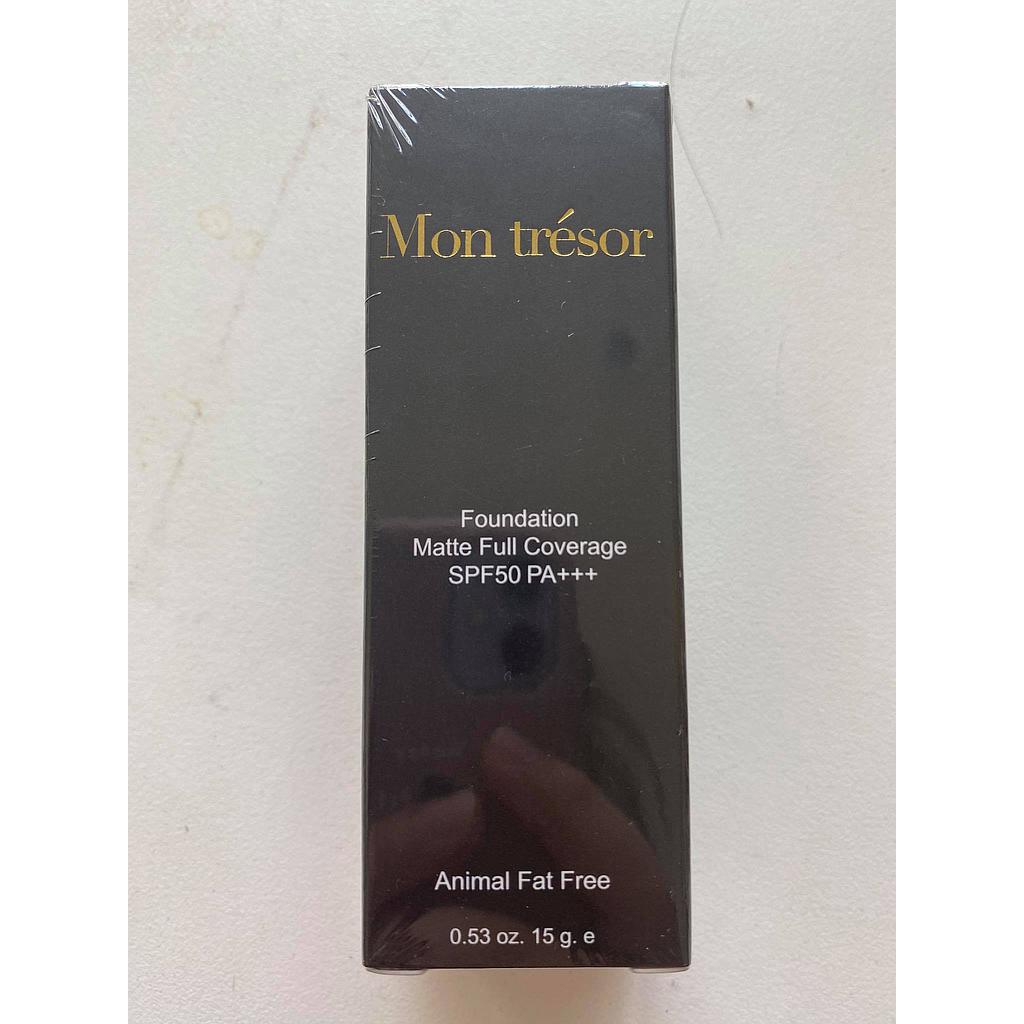 Mon trésor
Foundation
Matte Full Coverage
SPF50 PA+++
Animal Fat Free
0.53 oz. 15 g. e